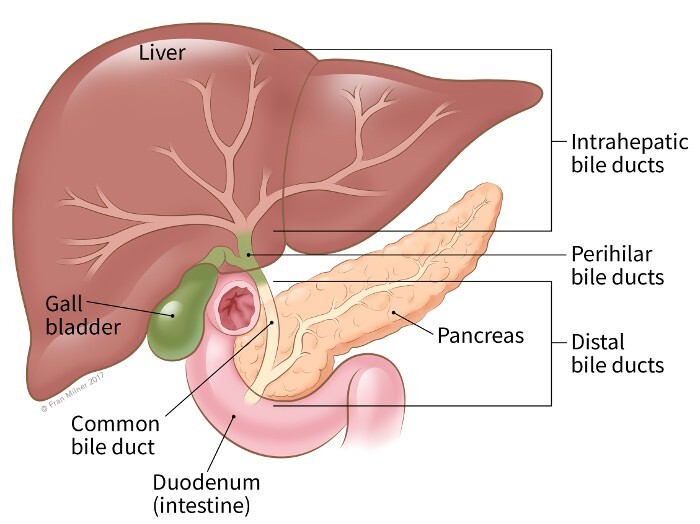 Liver
Intrahepatic
bile ducts
Perihilar
bile ducts
Gall
bladder
Pancreas
Distal
bile ducts
© Fran Milner 2017
Common
bile duct
Duodenum
(intestine)